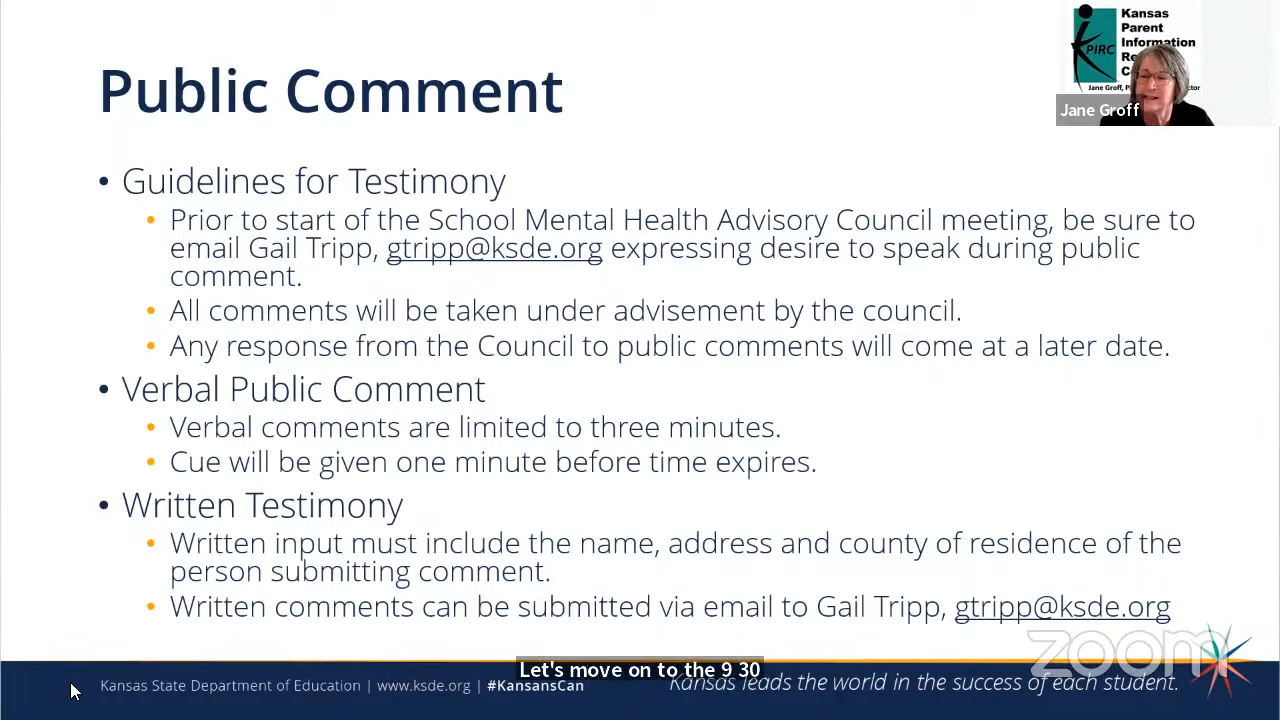 Kansas
Parent
Information
Re
C
KPIRC
Jane Groff, P
ctor
Jane Groff
Public Comment
• Guidelines for Testimony
• Prior to start of the School Mental Health Advisory Council meeting, be sure to
email Gail Tripp, gtripp@ksde.org expressing desire to speak during public
comment.
• All comments will be taken under advisement by the council.
• Any response from the Council to public comments will come at a later date.
• Verbal Public Comment
• Verbal comments are limited to three minutes.
• Cue will be given one minute before time expires.
• Written Testimony
• Written input must include the name, address and county of residence of the
person submitting comment.
• Written comments can be submitted via email to Gail Tripp, gtripp@ksde.org
zoom
Let's move on to the 9 30
Kansas State Department of Education | www.ksde.org | #KansansCan
Kansas leads the world in the success of each student.